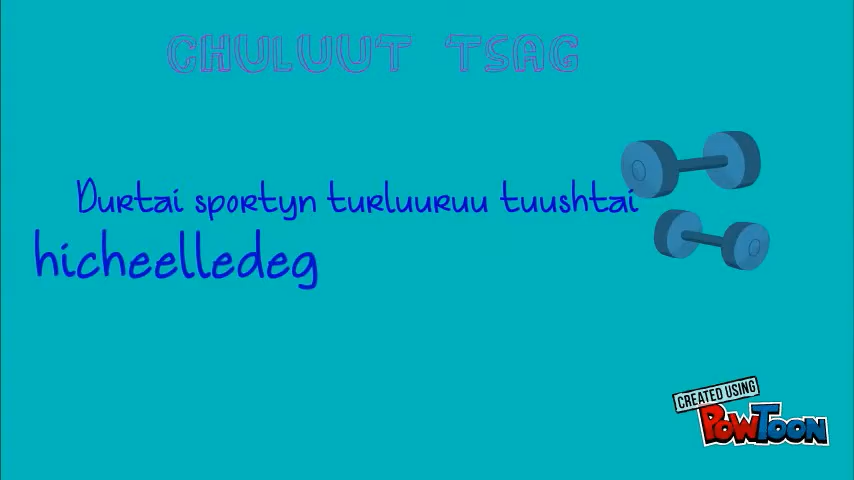 CHULUUT TSAG
Durtai sportyn turluuruu tuushtai
hicheelledeg
CREATED USING
POWTOON